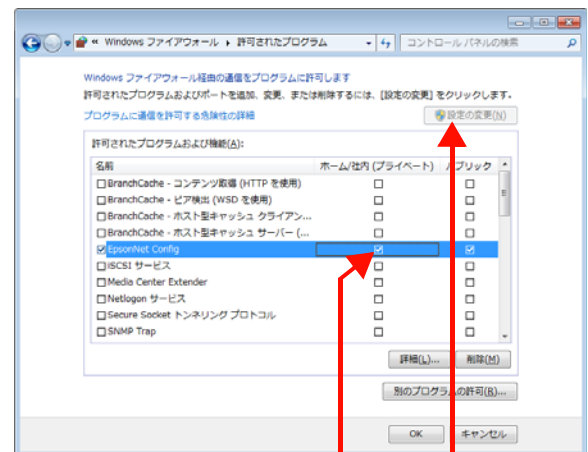 « Windows ファイアウォール ▸ 許可されたプログラム
コントロール パネルの検索
Windows ファイアウォール経由の通信をプログラムに許可します
許可されたプログラムおよびポートを追加、変更、または削除するには、[設定の変更] をクリックします。
プログラムに通信を許可する危険性の詳細
設定の変更(N)
許可されたプログラムおよび機能(A):
名前 ホーム/社内 (プライベート) パブリック
BranchCache - コンテンツ取得 (HTTP を使用)
BranchCache - ピア検出 (WSD を使用)
BranchCache - ホスト型キャッシュ クライアン...
BranchCache - ホスト型キャッシュ サーバー (...
EpsonNet Config
iSCSI サービス
Media Center Extender
Netlogon サービス
Secure Socket トンネリング プロトコル
SNMP Trap
詳細(L)... 削除(M)
別のプログラムの許可(R)...
OK キャンセル